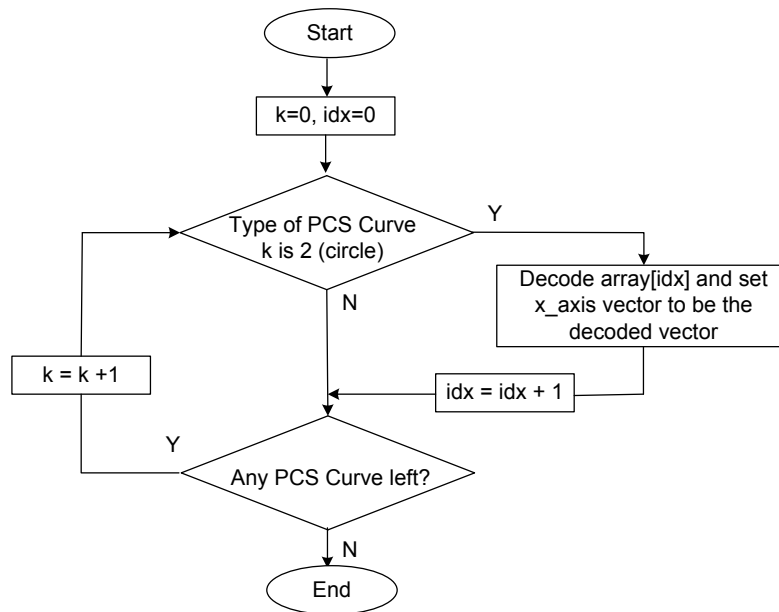 Start
k=0, idx=0
Type of PCS Curve
k is 2 (circle)
Y
N
Decode array[idx] and set
x_axis vector to be the
decoded vector
k = k +1
idx = idx + 1
Y
Any PCS Curve left?
N
End